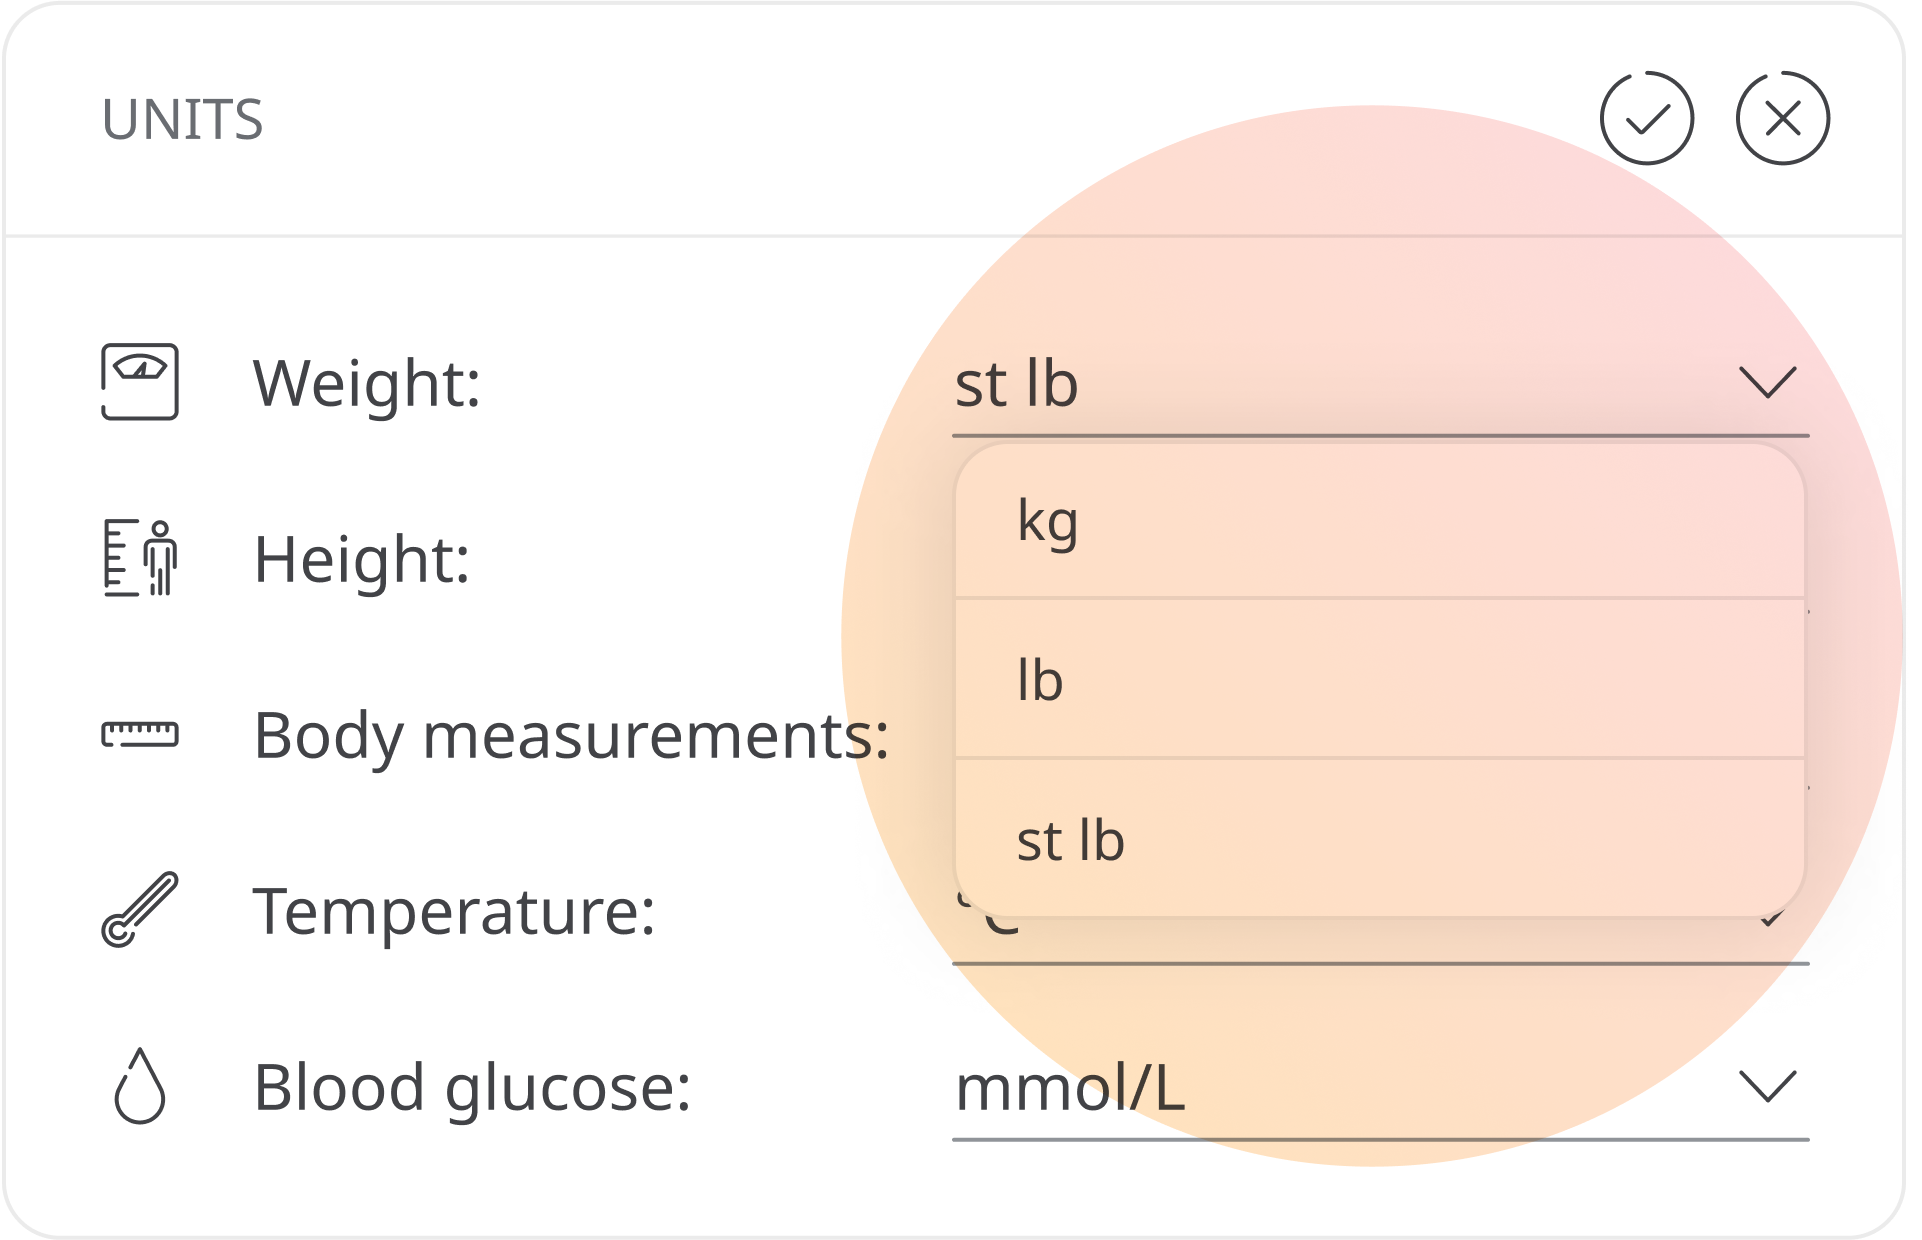 UNITS
Weight: st lb
kg
Height:
lb
Body measurements:
st lb
Temperature: °C
Blood glucose: mmol/L